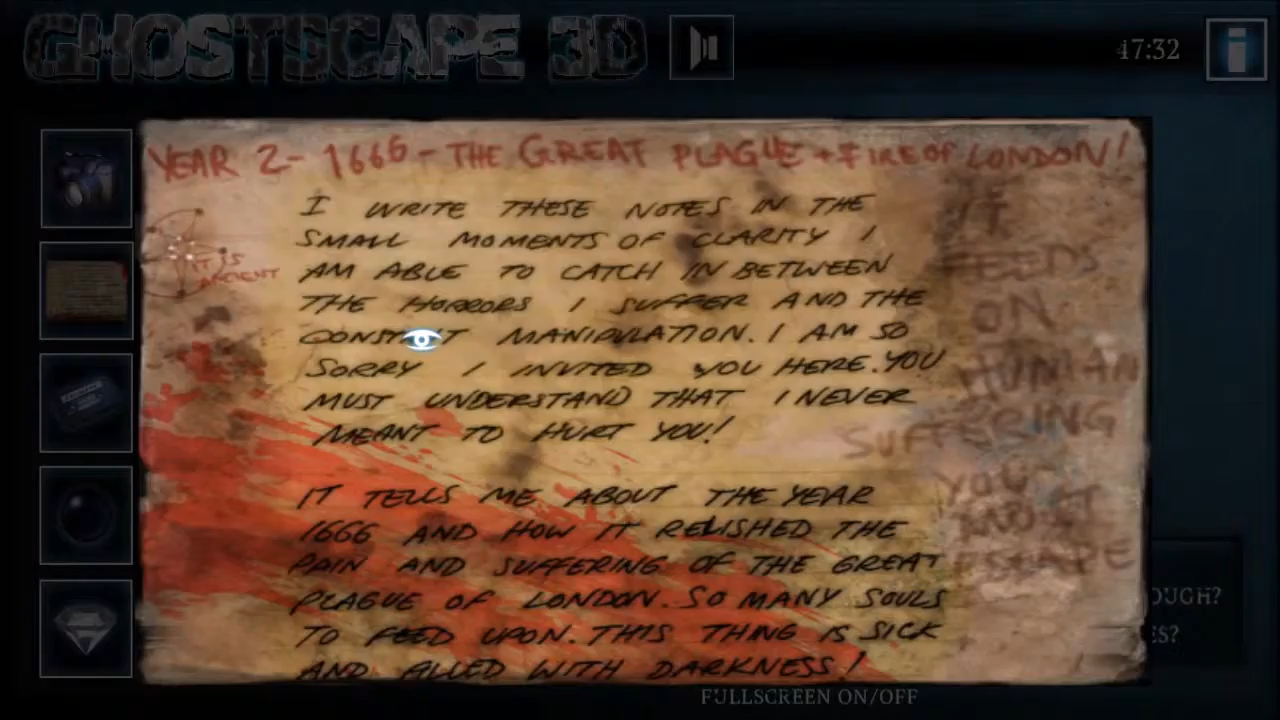 GHOSTSCAPE 3D
47:32
YEAR 2- 1666 - THE GREAT PLAGUE + FIRE OF LONDON!
I WRITE THESE NOTES IN THE
SMALL MOMENTS OF CLARITY I
AM ABLE TO CATCH IN BETWEEN
THE HORRORS I SUFFER AND THE
MANIPULATION. I AM SO
SORRY I INVITED YOU HERE. YOU
MUST UNDERSTAND THAT I NEVER
MEANT TO HURT YOU!
IT TELLS ME ABOUT THE YEAR
1666 AND HOW IT RELISHED THE
PAIN AND SUFFERING OF THE GREAT
PLAGUE OF LONDON. SO MANY SOULS
TO FEED UPON. THIS THING IS SICK
AND ALLED WITH DARKNESS!
IT IS
ANCIENT
IT
FEEDS
ON
HUMAN
SUFFERING
YOU
MUST
ESCAPE
OUGH?
ES?
FULLSCREEN ON/OFF